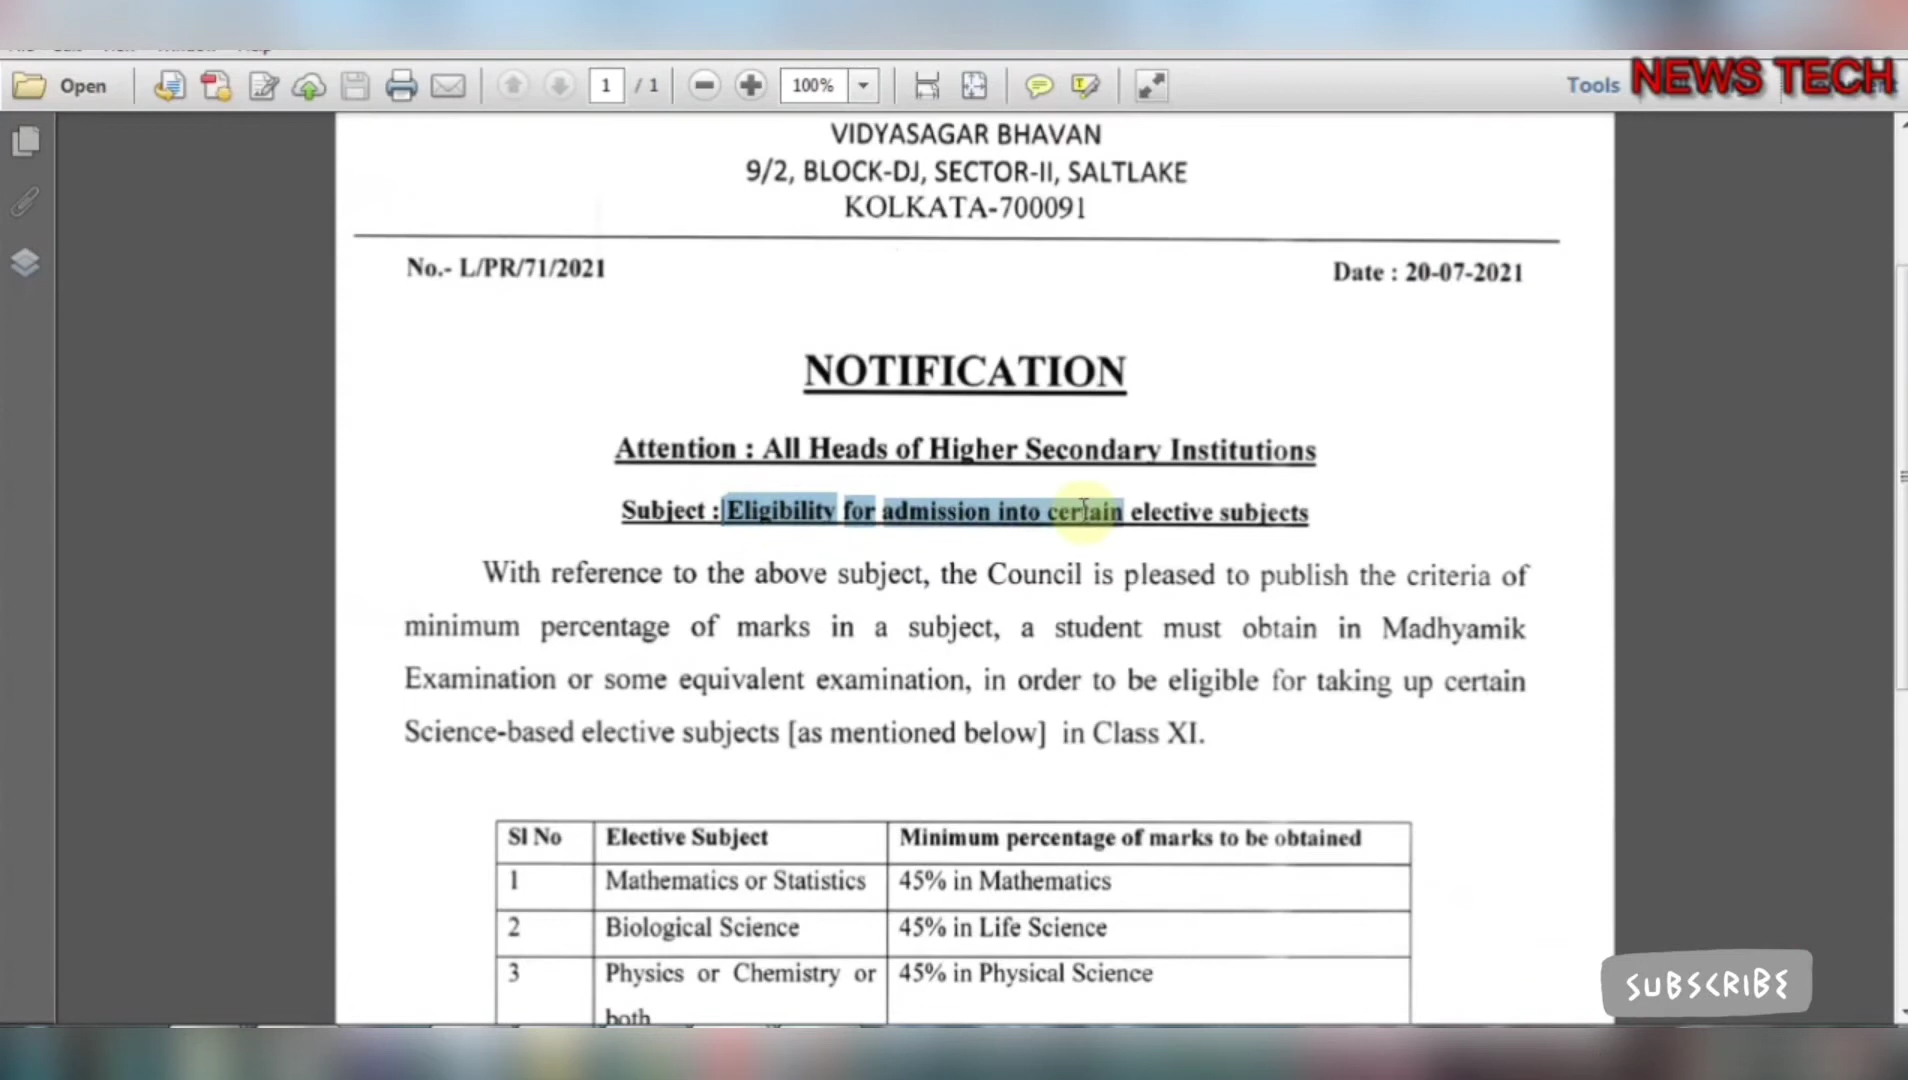 Open
1
/ 1
100%
Tools
NEWS TECH
VIDYASAGAR BHAVAN
9/2, BLOCK-DJ, SECTOR-II, SALTLAKE
KOLKATA-700091
No.- L/PR/71/2021
Date : 20-07-2021
NOTIFICATION
Attention : All Heads of Higher Secondary Institutions
Subject : Eligibility for admission into certain elective subjects
With reference to the above subject, the Council is pleased to publish the criteria of
minimum percentage of marks in a subject, a student must obtain in Madhyamik
Examination or some equivalent examination, in order to be eligible for taking up certain
Science-based elective subjects [as mentioned below] in Class XI.
Sl No Elective Subject Minimum percentage of marks to be obtained
1 Mathematics or Statistics 45% in Mathematics
2 Biological Science 45% in Life Science
3 Physics or Chemistry or 45% in Physical Science
both
SUBSCRIBE